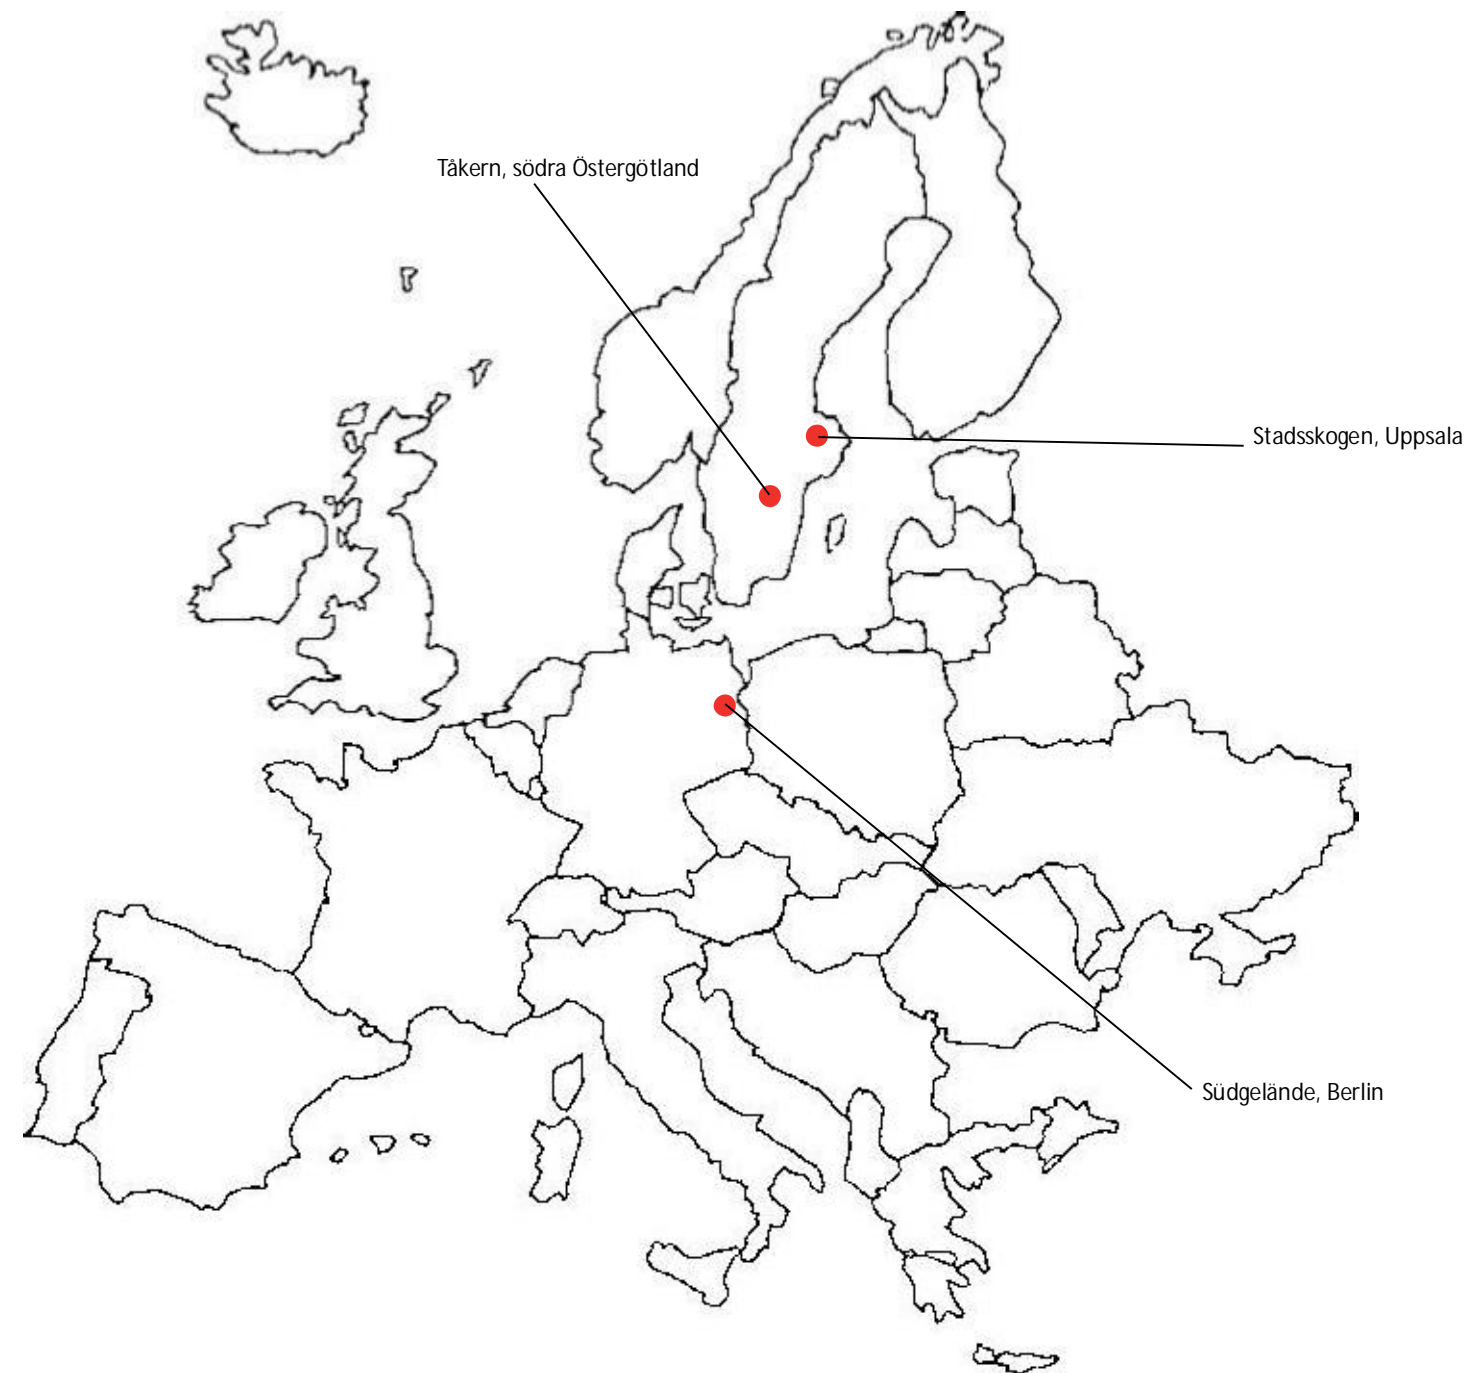 Tåkern, södra Östergötland
Stadsskogen, Uppsala
Südgelände, Berlin